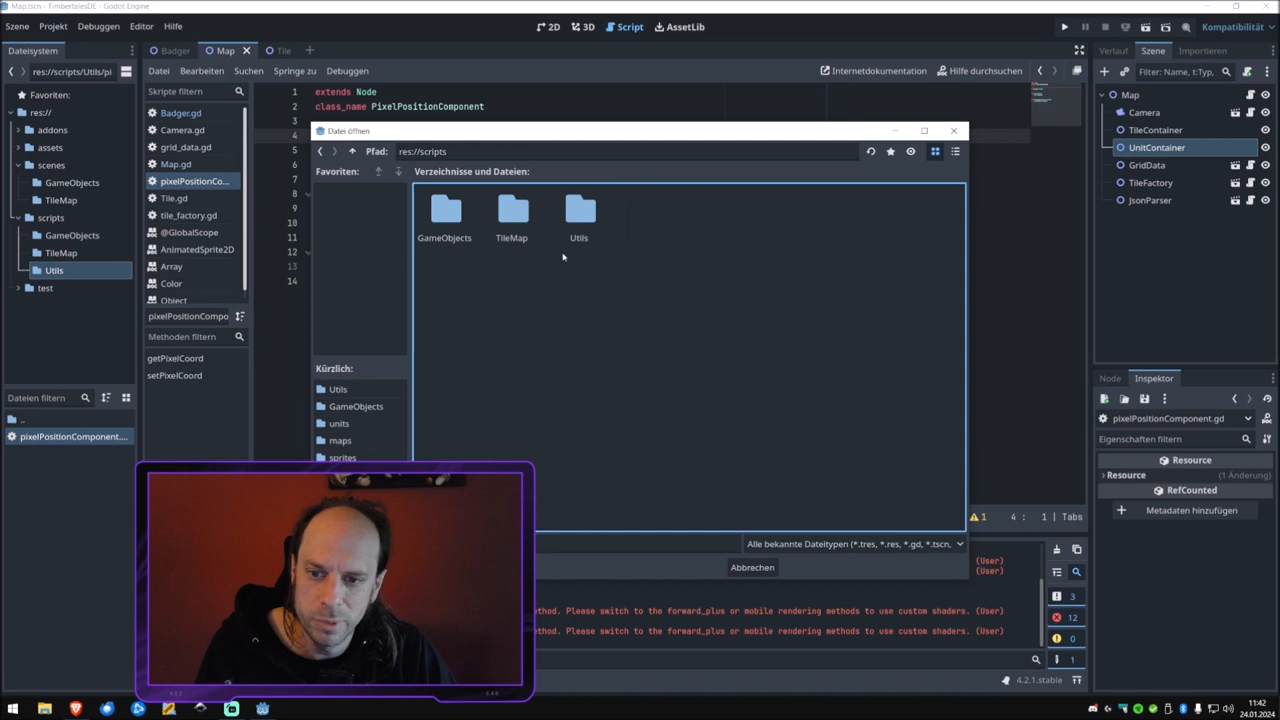 Map.tscn - TimbertalesDE - Godot Engine
Szene Projekt Debuggen Editor Hilfe
2D 3D Script AssetLib
Kompatibilität
Dateisystem
Badger Map Tile
Verlauf Szene Importieren
res://scripts/Utils/pi
Datei Bearbeiten Suchen Springe zu Debuggen
Internetdokumentation Hilfe durchsuchen
Filter: Name, t:Typ,
Favoriten:
res://
addons
assets
scenes
GameObjects
TileMap
scripts
GameObjects
TileMap
Utils
test
Dateien filtern
..
pixelPositionComponent....
Skripte filtern
Badger.gd
Camera.gd
grid_data.gd
Map.gd
pixelPositionCo...
Tile.gd
tile_factory.gd
@GlobalScope
AnimatedSprite2D
Array
Color
Object
pixelPositionCompo
Methoden filtern
getPixelCoord
setPixelCoord
1 extends Node
2 class_name PixelPositionComponent
3
4
5
6
7
8
9
10
11
12
13
14
Datei öffnen
Pfad: res://scripts
Favoriten:
Verzeichnisse und Dateien:
GameObjects TileMap Utils
Kürzlich:
Utils
GameObjects
units
maps
sprites
Alle bekannte Dateitypen (*.tres, *.res, *.gd, *.tscn,
Abbrechen
1 4 : 1 | Tabs
(User)
(User)
ethod. Please switch to the forward_plus or mobile rendering methods to use custom shaders. (User)
ethod. Please switch to the forward_plus or mobile rendering methods to use custom shaders. (User)
3
12
0
1
4.2.1.stable
Map
Camera
TileContainer
UnitContainer
GridData
TileFactory
JsonParser
Node Inspektor
pixelPositionComponent.gd
Eigenschaften filtern
Resource
Resource (1 Änderung)
RefCounted
Metadaten hinzufügen
11:42
24.01.2024